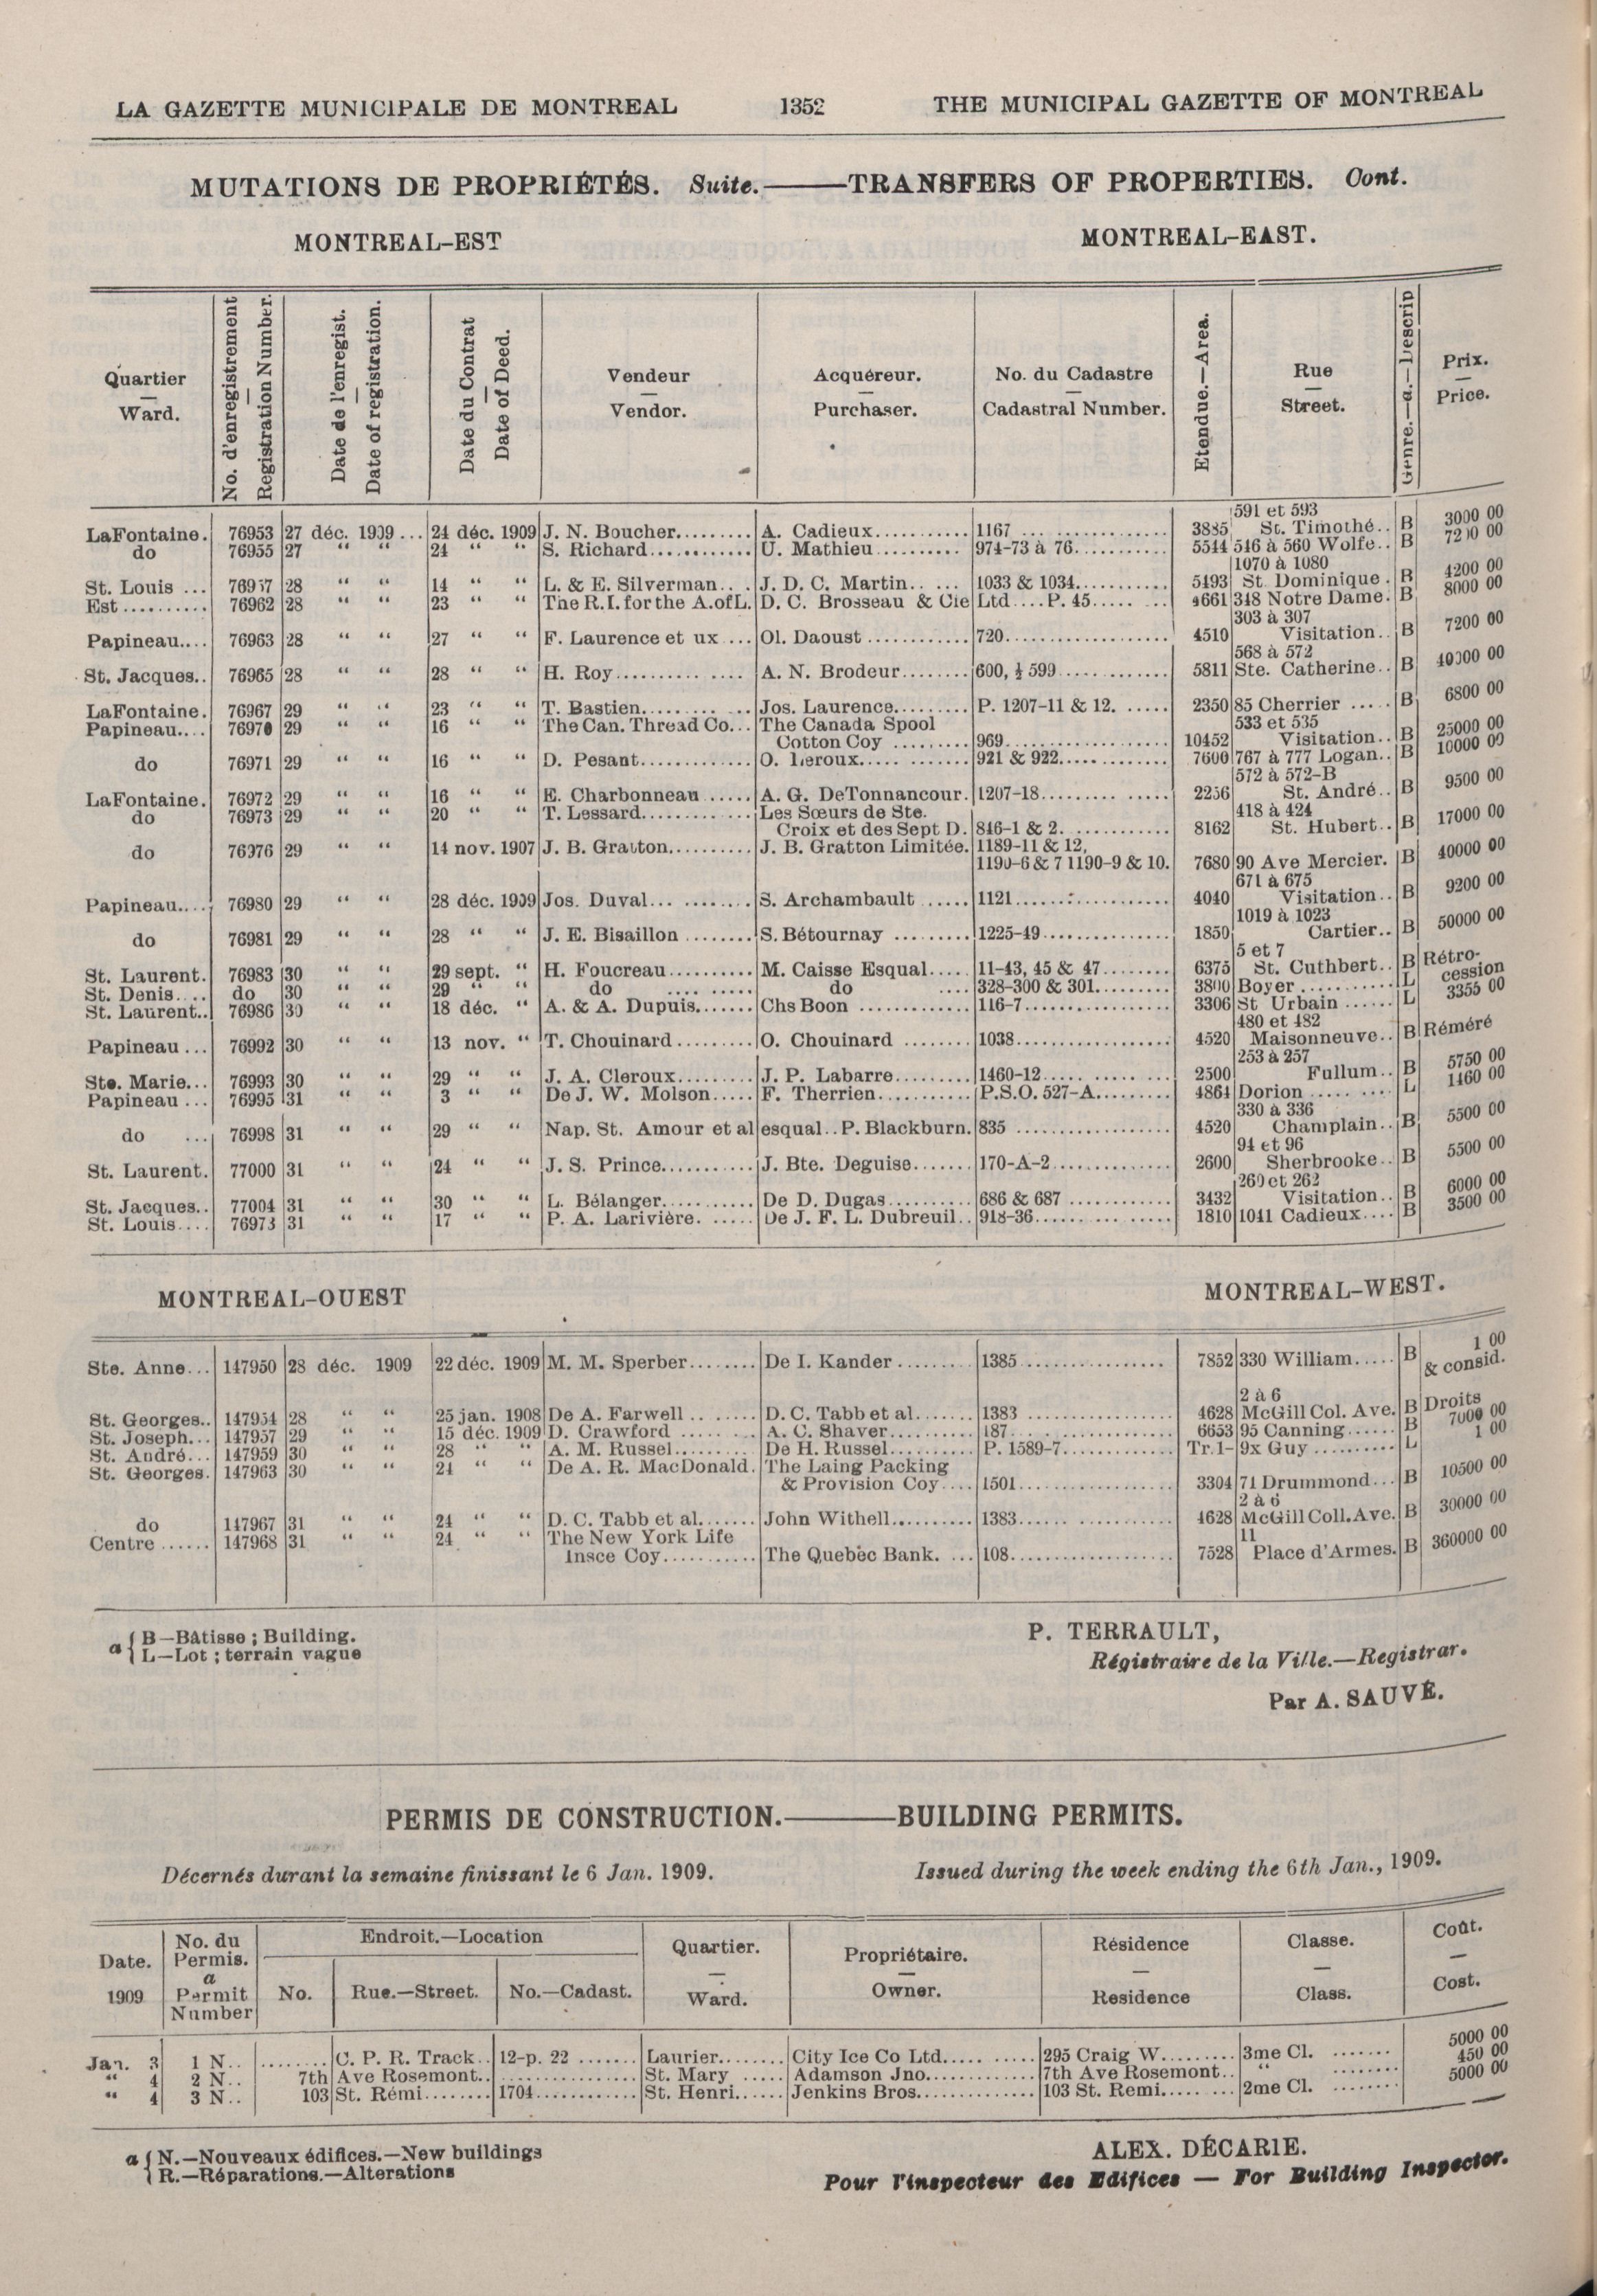 LA GAZETTE MUNICIPALE DE MONTREAL 1352 THE MUNICIPAL GAZETTE OF MONTREAL
MUTATIONS DE PROPRIÉTÉS. Suite.——TRANSFERS OF PROPERTIES. Cont.
MONTREAL-EST MONTREAL-EAST.
Quartier — Ward.
No. d'enregistrement — Registration Number.
Date de l'enregist. — Date of registration.
Date du Contrat — Date of Deed.
Vendeur — Vendor.
Acquéreur. — Purchaser.
No. du Cadastre — Cadastral Number.
Etendue.—Area.
Rue — Street.
Genre.—a.—Descrip
Prix. — Price.
591 et 593
LaFontaine. 76953 27 déc. 1909... 24 déc. 1909 J. N. Boucher......... A. Cadieux........... 1167................. 3885 St. Timothé.. B 3000 00
do 76955 27 “ “ 24 “ “ S. Richard............ U. Mathieu.......... 974-73 à 76........... 5544 516 à 560 Wolfe.. B 7200 00
1070 à 1080
St. Louis ... 76957 28 “ “ 14 “ “ L. & E. Silverman... J. D. C. Martin..... 1033 & 1034........... 5493 St Dominique. B 4200 00
Est.......... 76962 28 “ “ 23 “ “ The R.I. for the A. of L. D. C. Brosseau & Cie Ltd....P. 45........ 4661 348 Notre Dame. B 8000 00
303 à 307
Papineau.... 76963 28 “ “ 27 “ “ F. Laurence et ux ... Ol. Daoust............ 720................... 4510 Visitation.. B 7200 00
568 à 572
St. Jacques.. 76965 28 “ “ 28 “ “ H. Roy............... A. N. Brodeur........ 600, ½ 599............ 5811 Ste. Catherine.. B 40000 00
LaFontaine. 76967 29 “ “ 23 “ “ T. Bastien............ Jos. Laurence......... P. 1207-11 & 12. ..... 2350 85 Cherrier ..... B 6800 00
533 et 535
Papineau.... 76970 29 “ “ 16 “ “ The Can. Thread Co... The Canada Spool
Cotton Coy ......... 969................... 10452 Visitation.. B 25000 00
do 76971 29 “ “ 16 “ “ D. Pesant............. O. Leroux............ 921 & 922............. 7600 767 à 777 Logan.. B 10000 00
572 à 572-B
LaFontaine. 76972 29 “ “ 16 “ “ E. Charbonneau...... A. G. DeTonnancour. 1207-18............... 2256 St. André.. B 9500 00
418 à 424
do 76973 29 “ “ 20 “ “ T. Lessard............. Les Sœurs de Ste.
Croix et des Sept D. 846-1 & 2............. 8162 St. Hubert.. B 17000 00
do 76976 29 “ “ 14 nov. 1907 J. B. Gratton.......... J. B. Gratton Limitée. 1189-11 & 12,
1190-6 & 7 1190-9 & 10. 7680 90 Ave Mercier. B 40000 00
671 à 675
Papineau.... 76980 29 “ “ 28 déc. 1909 Jos. Duval........... S. Archambault ...... 1121.................. 4040 Visitation.. B 9200 00
1019 à 1023
do 76981 29 “ “ 28 “ “ J. E. Bisaillon ........ S. Bétournay ......... 1225-49............... 1850 Cartier.. B 50000 00
5 et 7
St. Laurent. 76983 30 “ “ 29 sept. “ H. Foucreau.......... M. Caisse Esqual..... 11-43, 45 & 47........ 6375 St. Cuthbert.. B Rétro-
St. Denis.... do 30 “ “ 29 “ “ do ......... do .... 328-300 & 301......... 3800 Boyer........... L cession
St. Laurent.. 76986 30 “ “ 18 déc. “ A. & A. Dupuis....... Chs Boon ............. 116-7................. 3306 St Urbain ...... L 3355 00
480 et 482
Papineau ... 76992 30 “ “ 13 nov. “ T. Chouinard......... O. Chouinard ........ 1038.................. 4520 Maisonneuve.. B Réméré
253 à 257
Ste. Marie... 76993 30 “ “ 29 “ “ J. A. Cleroux......... J. P. Labarre......... 1460-12............... 2500 Fullum.. B 5750 00
Papineau ... 76995 31 “ “ 3 “ “ De J. W. Molson..... F. Therrien........... P.S.O. 527-A......... 4864 Dorion ......... L 1460 00
330 à 336
do ... 76998 31 “ “ 29 “ “ Nap. St. Amour et al esqual..P. Blackburn. 835 .................. 4520 Champlain.. B 5500 00
94 et 96
St. Laurent. 77000 31 “ “ 24 “ “ J. S. Prince........... J. Bte. Deguise....... 170-A-2.............. 2600 Sherbrooke.. B 5500 00
260 et 262
St. Jacques.. 77004 31 “ “ 30 “ “ L. Bélanger........... De D. Dugas.......... 686 & 687 ............ 3432 Visitation.. B 6000 00
St. Louis.... 76973 31 “ “ 17 “ “ P. A. Larivière. ...... De J. F. L. Dubreuil.. 918-36................ 1810 1041 Cadieux.... B 3500 00
MONTREAL-OUEST MONTREAL-WEST.
Ste. Anne... 147950 28 déc. 1909 22 déc. 1909 M. M. Sperber........ De I. Kander......... 1385................. 7852 330 William..... B 1 00
& consid.
2 à 6
St. Georges.. 147954 28 “ “ 25 jan. 1908 De A. Farwell ........ D. C. Tabb et al....... 1383 ................. 4628 McGill Col. Ave. B Droits
St. Joseph... 147957 29 “ “ 15 déc. 1909 D. Crawford ........ A. C. Shaver.......... 187................... 6653 95 Canning...... B 7000 00
St. André... 147959 30 “ “ 28 “ “ A. M. Russel......... De H. Russel.......... P. 1589-7............. Tr. 1- 9x Guy .......... L 1 00
St. Georges. 147963 30 “ “ 24 “ “ De A. R. MacDonald. The Laing Packing
& Provision Coy.... 1501.................. 3304 71 Drummond... B 10500 00
2 à 6
do 147967 31 “ “ 24 “ “ D. C. Tabb et al....... John Withell.......... 1383................. 4628 McGill Coll. Ave. B 30000 00
Centre ...... 147968 31 “ “ 24 “ “ The New York Life 11
Insce Coy........... The Quebec Bank. ... 108................... 7528 Place d'Armes. B 360000 00
a { B—Bâtisse ; Building.
L—Lot ; terrain vague
P. TERRAULT,
Régistraire de la Ville.—Registrar.
Par A. SAUVÉ.
PERMIS DE CONSTRUCTION.——BUILDING PERMITS.
Décernés durant la semaine finissant le 6 Jan. 1909. Issued during the week ending the 6th Jan., 1909.
Date. 1909
No. du Permis. a Permit Number
Endroit.—Location
No. Rue.—Street. No.—Cadast.
Quartier. — Ward.
Propriétaire. — Owner.
Résidence — Residence
Classe. — Class.
Coût. — Cost.
Jan. 3 1 N.. ........ C. P. R. Track.. 12-p. 22 ....... Laurier........ City Ice Co Ltd.......... 295 Craig W......... 3me Cl. ....... 5000 00
“ 4 2 N.. 7th Ave Rosemont.. ............... St. Mary ...... Adamson Jno............. 7th Ave Rosemont.. “ ........ 450 00
“ 4 3 N.. 103 St. Rémi........ 1704............ St. Henri...... Jenkins Bros............. 103 St. Remi........ 2me Cl. ........ 5000 00
a { N.—Nouveaux édifices.—New buildings
R.—Réparations.—Alterations
ALEX. DÉCARIE.
Pour l'inspecteur des Edifices — For Building Inspector.